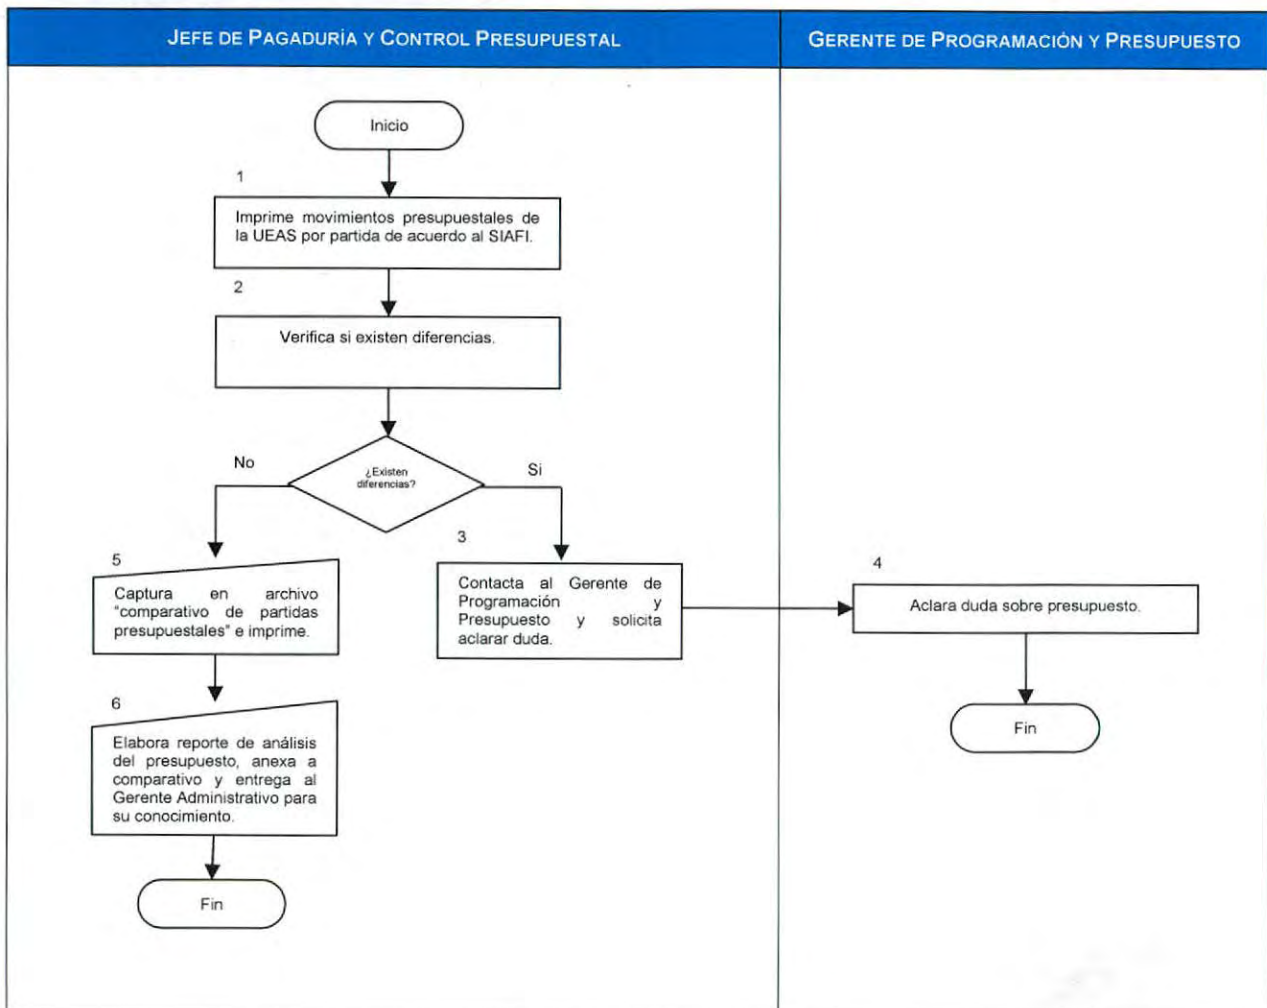 JEFE DE PAGADURÍA Y CONTROL PRESUPUESTAL
GERENTE DE PROGRAMACIÓN Y PRESUPUESTO
Inicio
1
Imprime movimientos presupuestales de
la UEAS por partida de acuerdo al SIAFI.
2
Verifica si existen diferencias.
¿Existen
diferencias?
No
Si
3
Contacta al Gerente de
Programación y
Presupuesto y solicita
aclarar duda.
4
Aclara duda sobre presupuesto.
Fin
5
Captura en archivo
"comparativo de partidas
presupuestales" e imprime.
6
Elabora reporte de análisis
del presupuesto, anexa a
comparativo y entrega al
Gerente Administrativo para
su conocimiento.
Fin